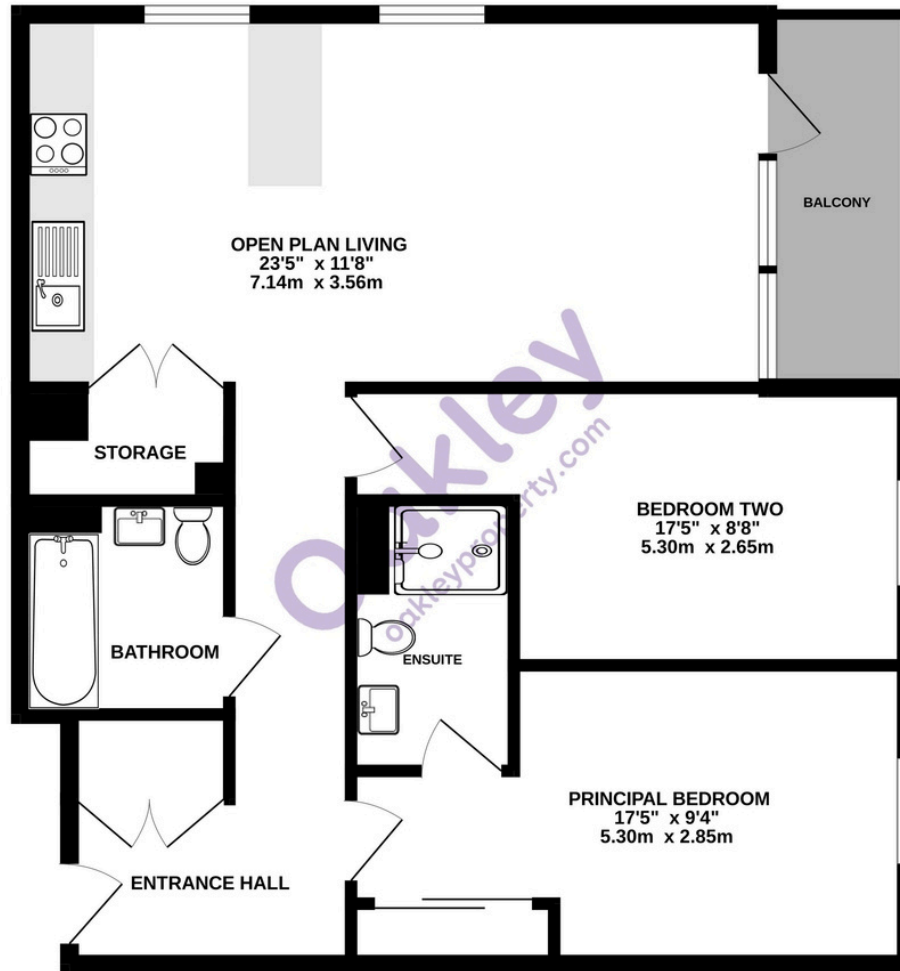 BALCONY
OPEN PLAN LIVING
23'5" x 11'8"
7.14m x 3.56m
STORAGE
Oakley
oakleyproperty.com
BEDROOM TWO
17'5" x 8'8"
5.30m x 2.65m
BATHROOM
ENSUITE
PRINCIPAL BEDROOM
17'5" x 9'4"
5.30m x 2.85m
ENTRANCE HALL